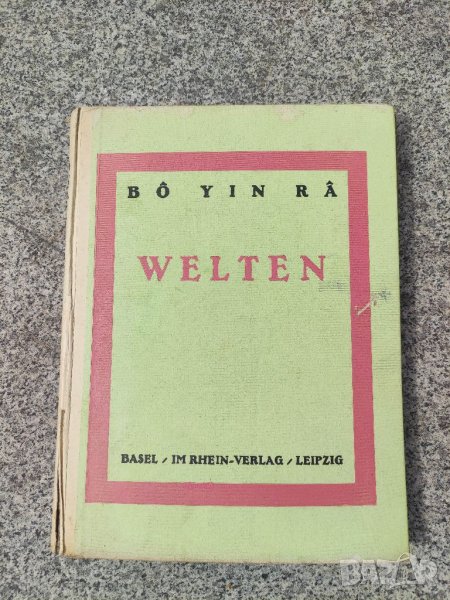 BÔ YIN RÂ
WELTEN
BASEL / IM RHEIN-VERLAG / LEIPZIG